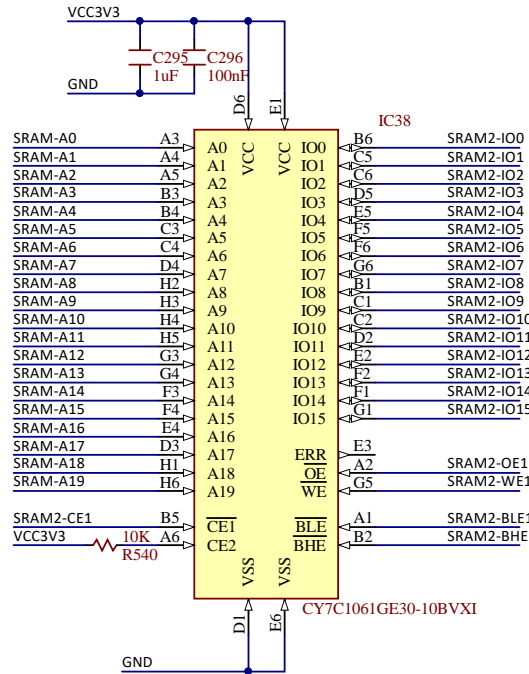 VCC3V3
C295 C296
1uF 100nF
GND
D6 E1
IC38
VCC VCC
SRAM-A0 A3 A0 IO0 B6 SRAM2-IO0
SRAM-A1 A4 A1 IO1 C5 SRAM2-IO1
SRAM-A2 A5 A2 IO2 C6 SRAM2-IO2
SRAM-A3 B3 A3 IO3 D5 SRAM2-IO3
SRAM-A4 B4 A4 IO4 E5 SRAM2-IO4
SRAM-A5 C3 A5 IO5 F5 SRAM2-IO5
SRAM-A6 C4 A6 IO6 F6 SRAM2-IO6
SRAM-A7 D4 A7 IO7 G6 SRAM2-IO7
SRAM-A8 H2 A8 IO8 B1 SRAM2-IO8
SRAM-A9 H3 A9 IO9 C1 SRAM2-IO9
SRAM-A10 H4 A10 IO10 C2 SRAM2-IO10
SRAM-A11 H5 A11 IO11 D2 SRAM2-IO11
SRAM-A12 G3 A12 IO12 E2 SRAM2-IO12
SRAM-A13 G4 A13 IO13 F2 SRAM2-IO13
SRAM-A14 F3 A14 IO14 F1 SRAM2-IO14
SRAM-A15 F4 A15 IO15 G1 SRAM2-IO15
SRAM-A16 E4 A16
SRAM-A17 D3 A17 ERR E3
SRAM-A18 H1 A18 OE A2 SRAM2-OE1
SRAM-A19 H6 A19 WE G5 SRAM2-WE1
SRAM2-CE1 B5 CE1 BLE A1 SRAM2-BLE1
VCC3V3 10K A6 CE2 BHE B2 SRAM2-BHE
R540
VSS VSS
CY7C1061GE30-10BVXI
D1 E6
GND